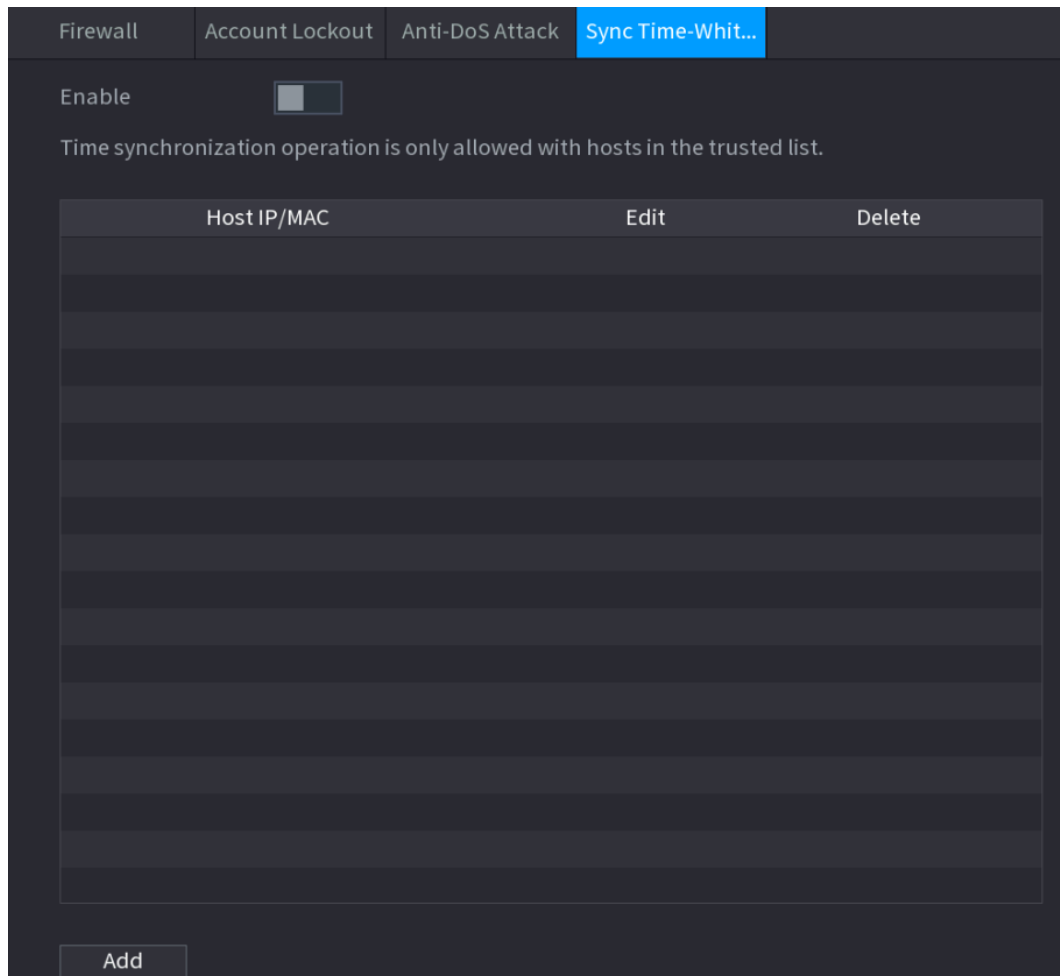 Firewall Account Lockout Anti-DoS Attack Sync Time-Whit...
Enable
Time synchronization operation is only allowed with hosts in the trusted list.
Host IP/MAC Edit Delete
Add